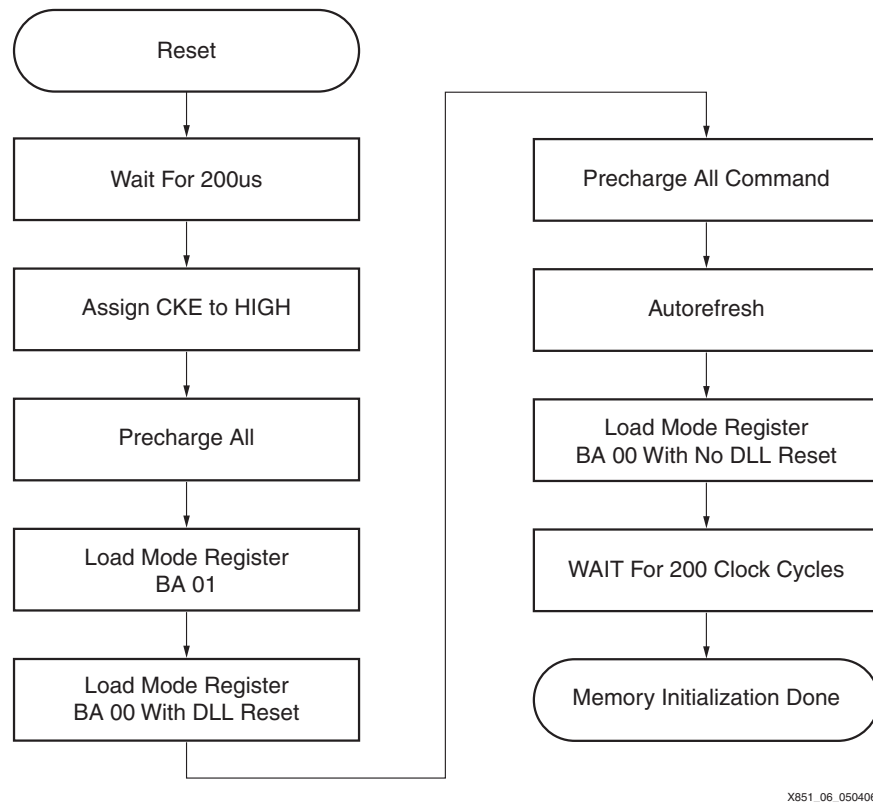 Reset
Wait For 200us
Assign CKE to HIGH
Precharge All
Load Mode Register
BA 01
Load Mode Register
BA 00 With DLL Reset
Precharge All Command
Autorefresh
Load Mode Register
BA 00 With No DLL Reset
WAIT For 200 Clock Cycles
Memory Initialization Done
X851_06_050406